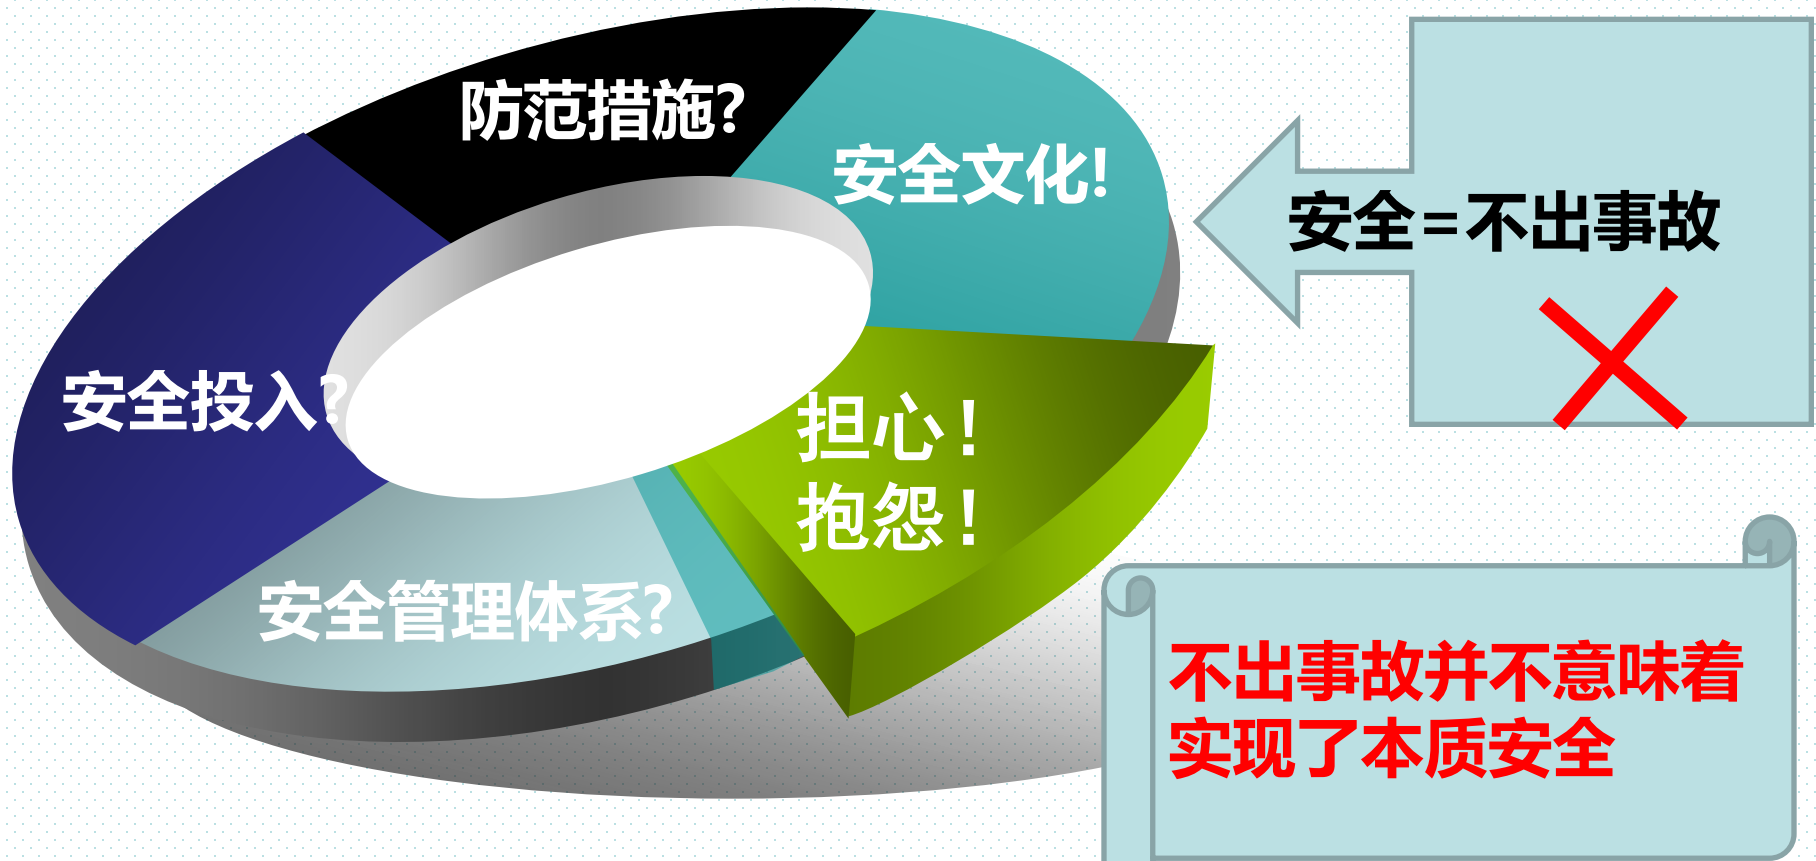 防范措施?
安全文化!
安全=不出事故
安全投入?
担心！
抱怨！
安全管理体系?
不出事故并不意味着
实现了本质安全